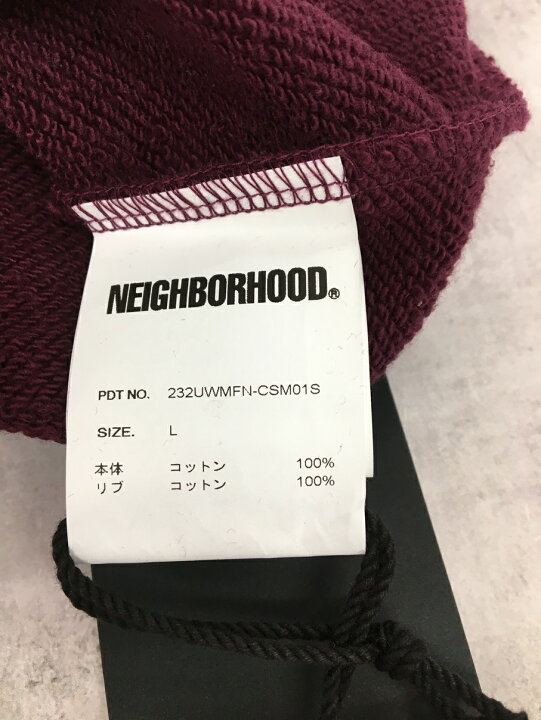 NEIGHBORHOOD®
PDT NO. 232UWMFN-CSM01S
SIZE. L
本体 コットン 100%
リブ コットン 100%